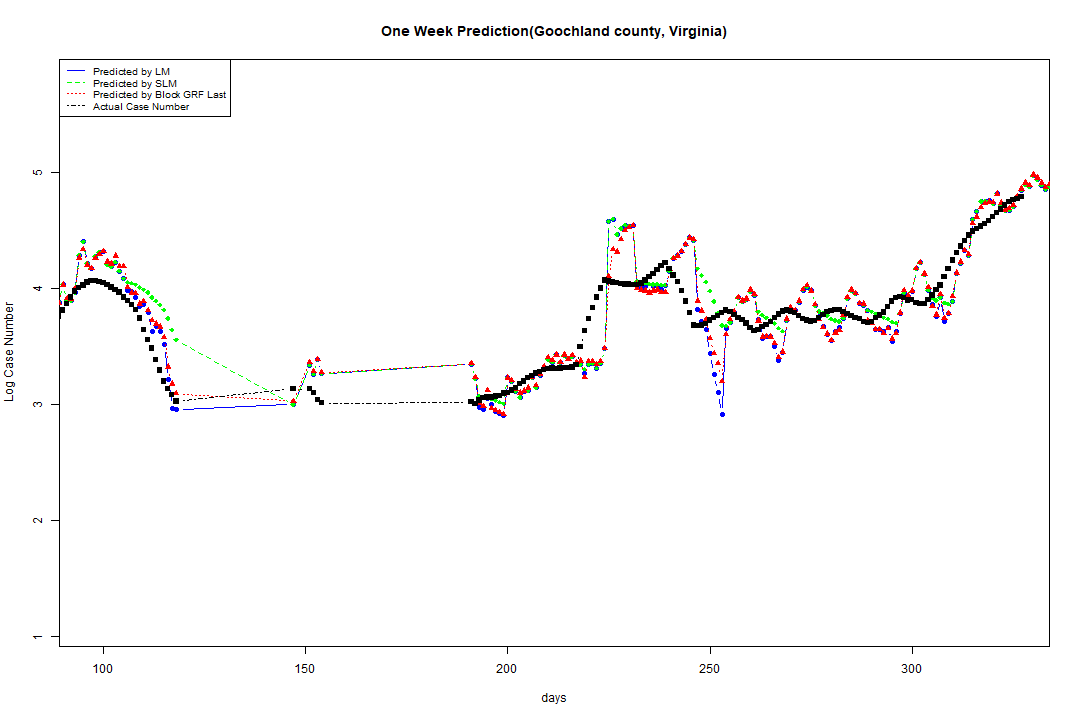 One Week Prediction(Goochland county, Virginia)
Predicted by LM
Predicted by SLM
Predicted by Block GRF Last
Actual Case Number
Log Case Number
5
4
3
2
1
100 150 200 250 300
days